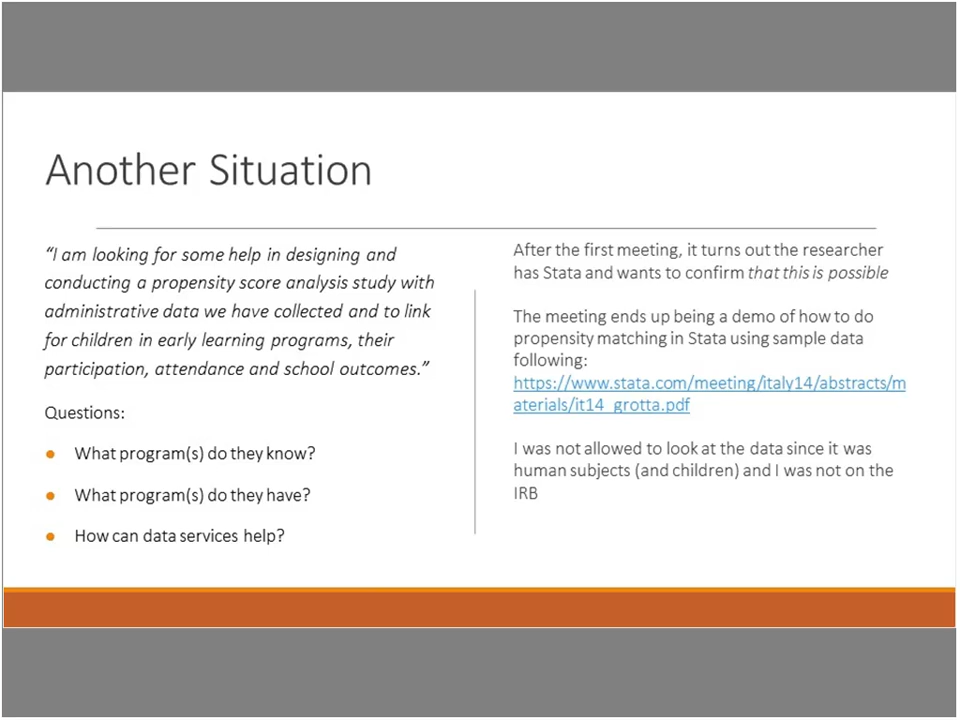 Another Situation
“I am looking for some help in designing and
conducting a propensity score analysis study with
administrative data we have collected and to link
for children in early learning programs, their
participation, attendance and school outcomes.”
Questions:
● What program(s) do they know?
● What program(s) do they have?
● How can data services help?
After the first meeting, it turns out the researcher
has Stata and wants to confirm that this is possible
The meeting ends up being a demo of how to do
propensity matching in Stata using sample data
following:
https://www.stata.com/meeting/italy14/abstracts/m
aterials/it14_grotta.pdf
I was not allowed to look at the data since it was
human subjects (and children) and I was not on the
IRB